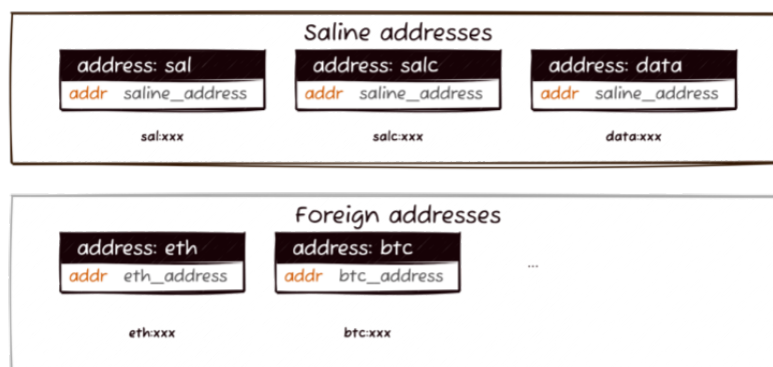 Saline addresses
address: sal
addr saline_address
sal:xxx
address: salc
addr saline_address
salc:xxx
address: data
addr saline_address
data:xxx
Foreign addresses
address: eth
addr eth_address
eth:xxx
address: btc
addr btc_address
btc:xxx
...